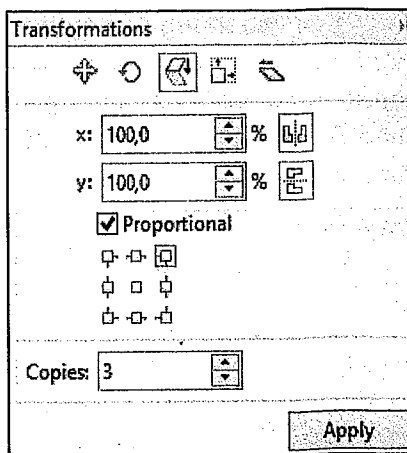 Transformations
x: 100,0 %
y: 100,0 %
Proportional
Copies: 3
Apply